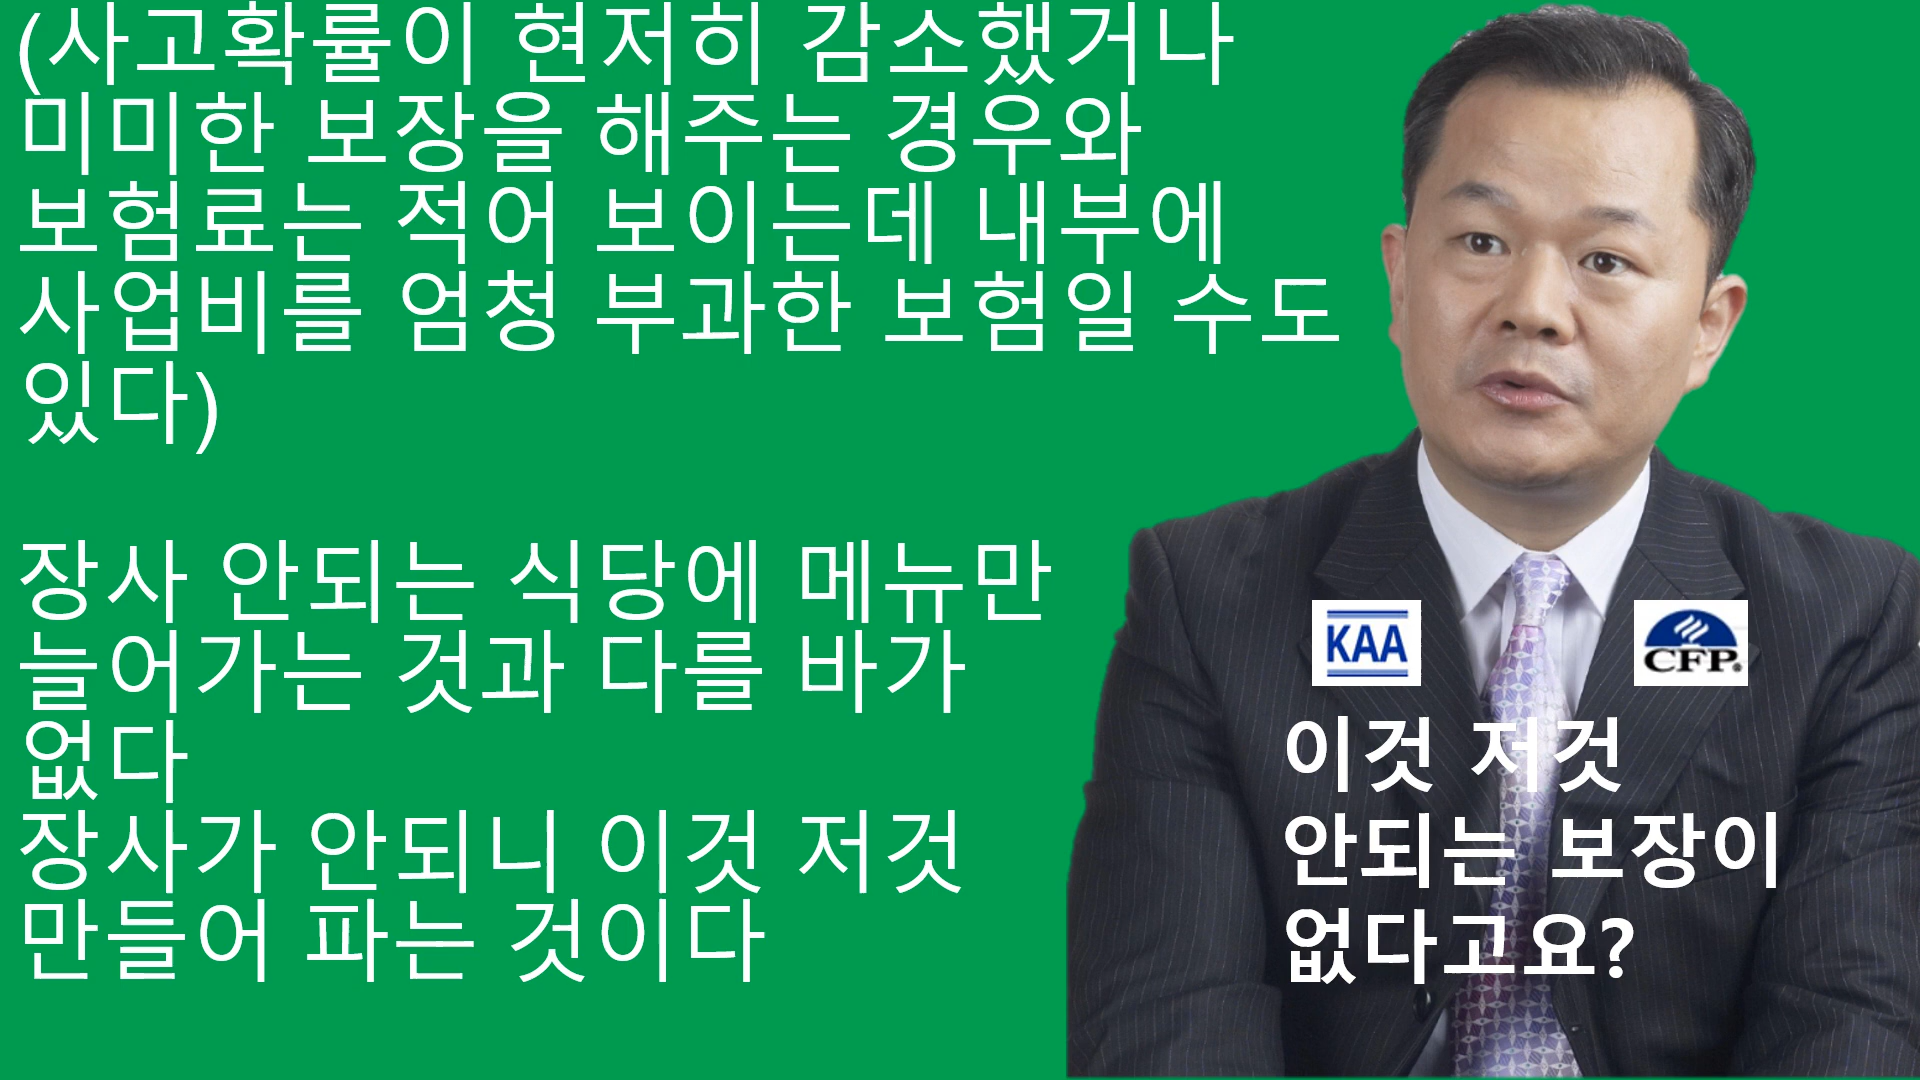 (사고확률이 현저히 감소했거나
미미한 보장을 해주는 경우와
보험료는 적어 보이는데 내부에
사업비를 엄청 부과한 보험일 수도
있다)
장사 안되는 식당에 메뉴만
늘어가는 것과 다를 바가
없다
장사가 안되니 이것 저것
만들어 파는 것이다
KAA
CFP®
이것 저것
안되는 보장이
없다고요?